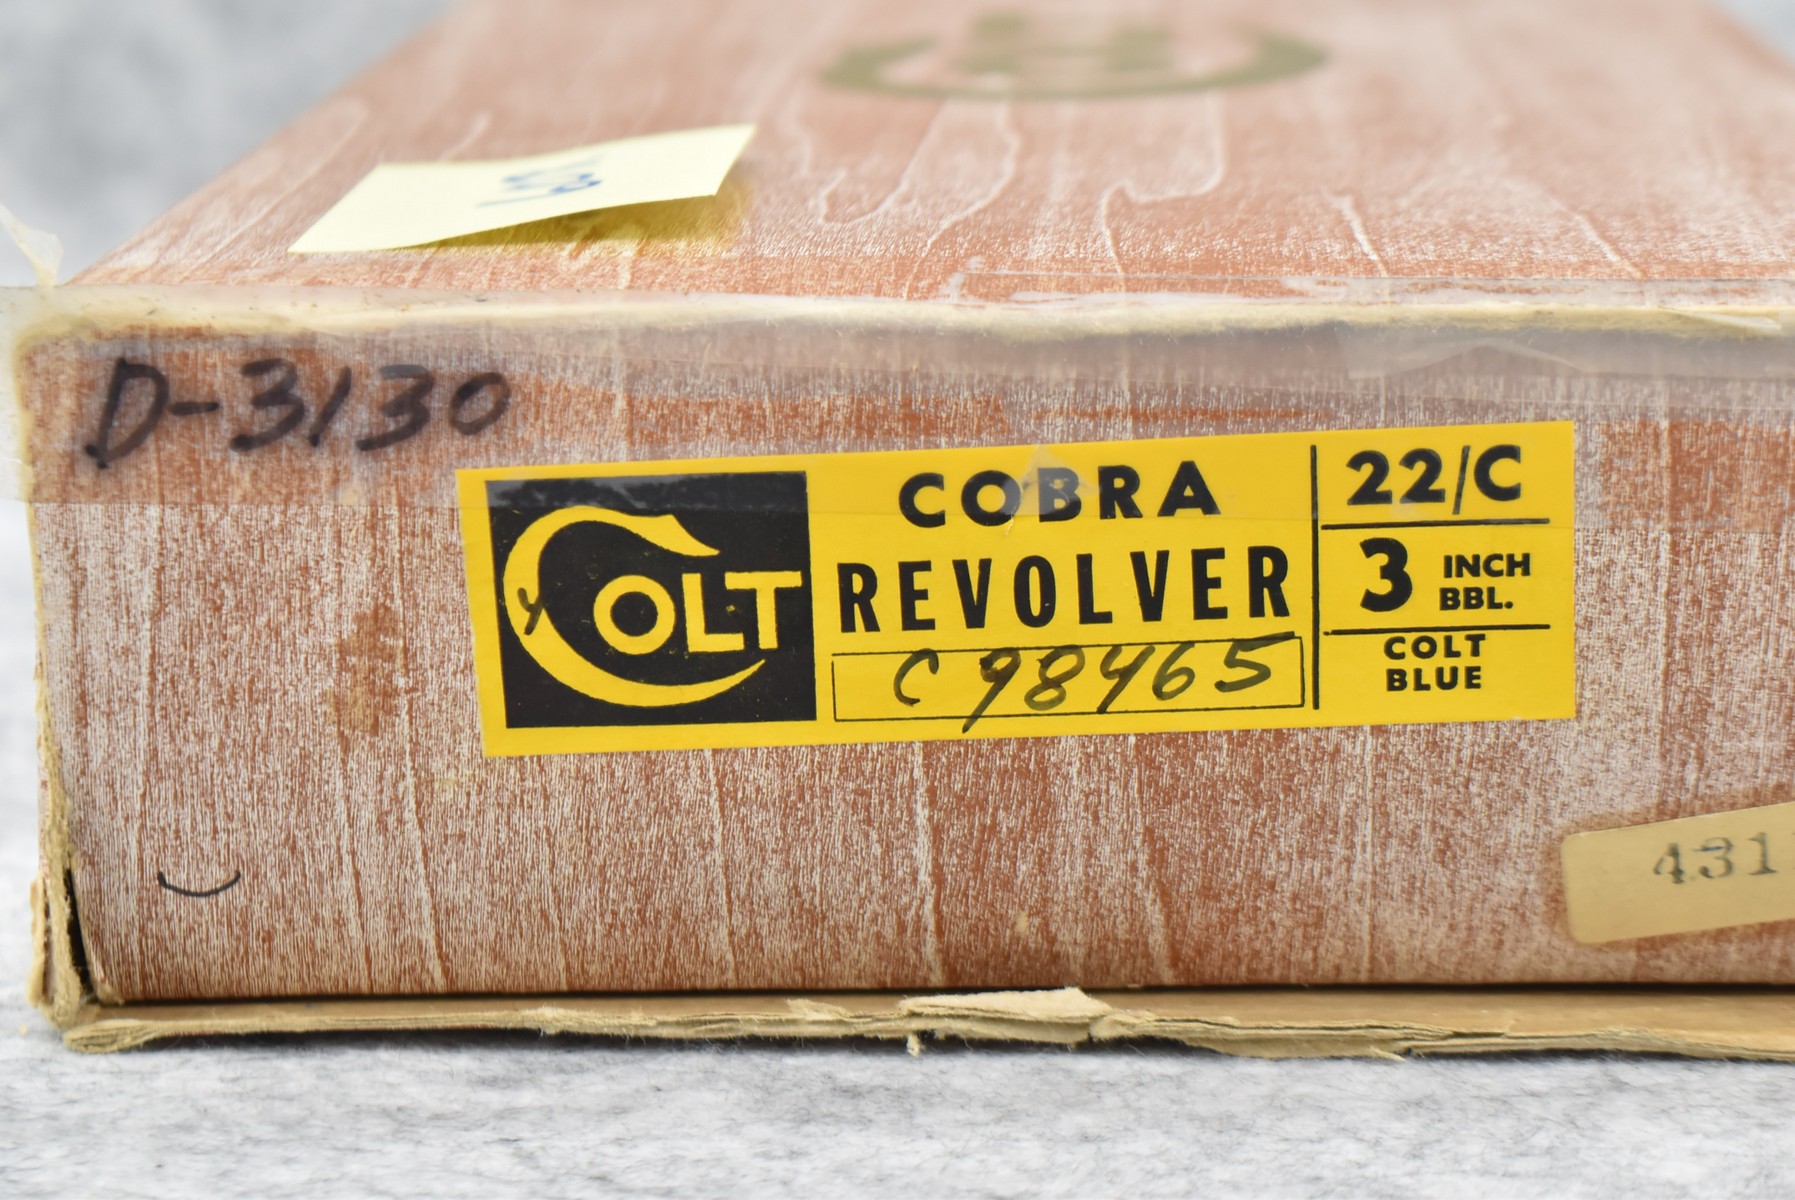 D-3130
COLT
COBRA
REVOLVER
C 98465
22/C
3 INCH
BBL.
COLT
BLUE
431